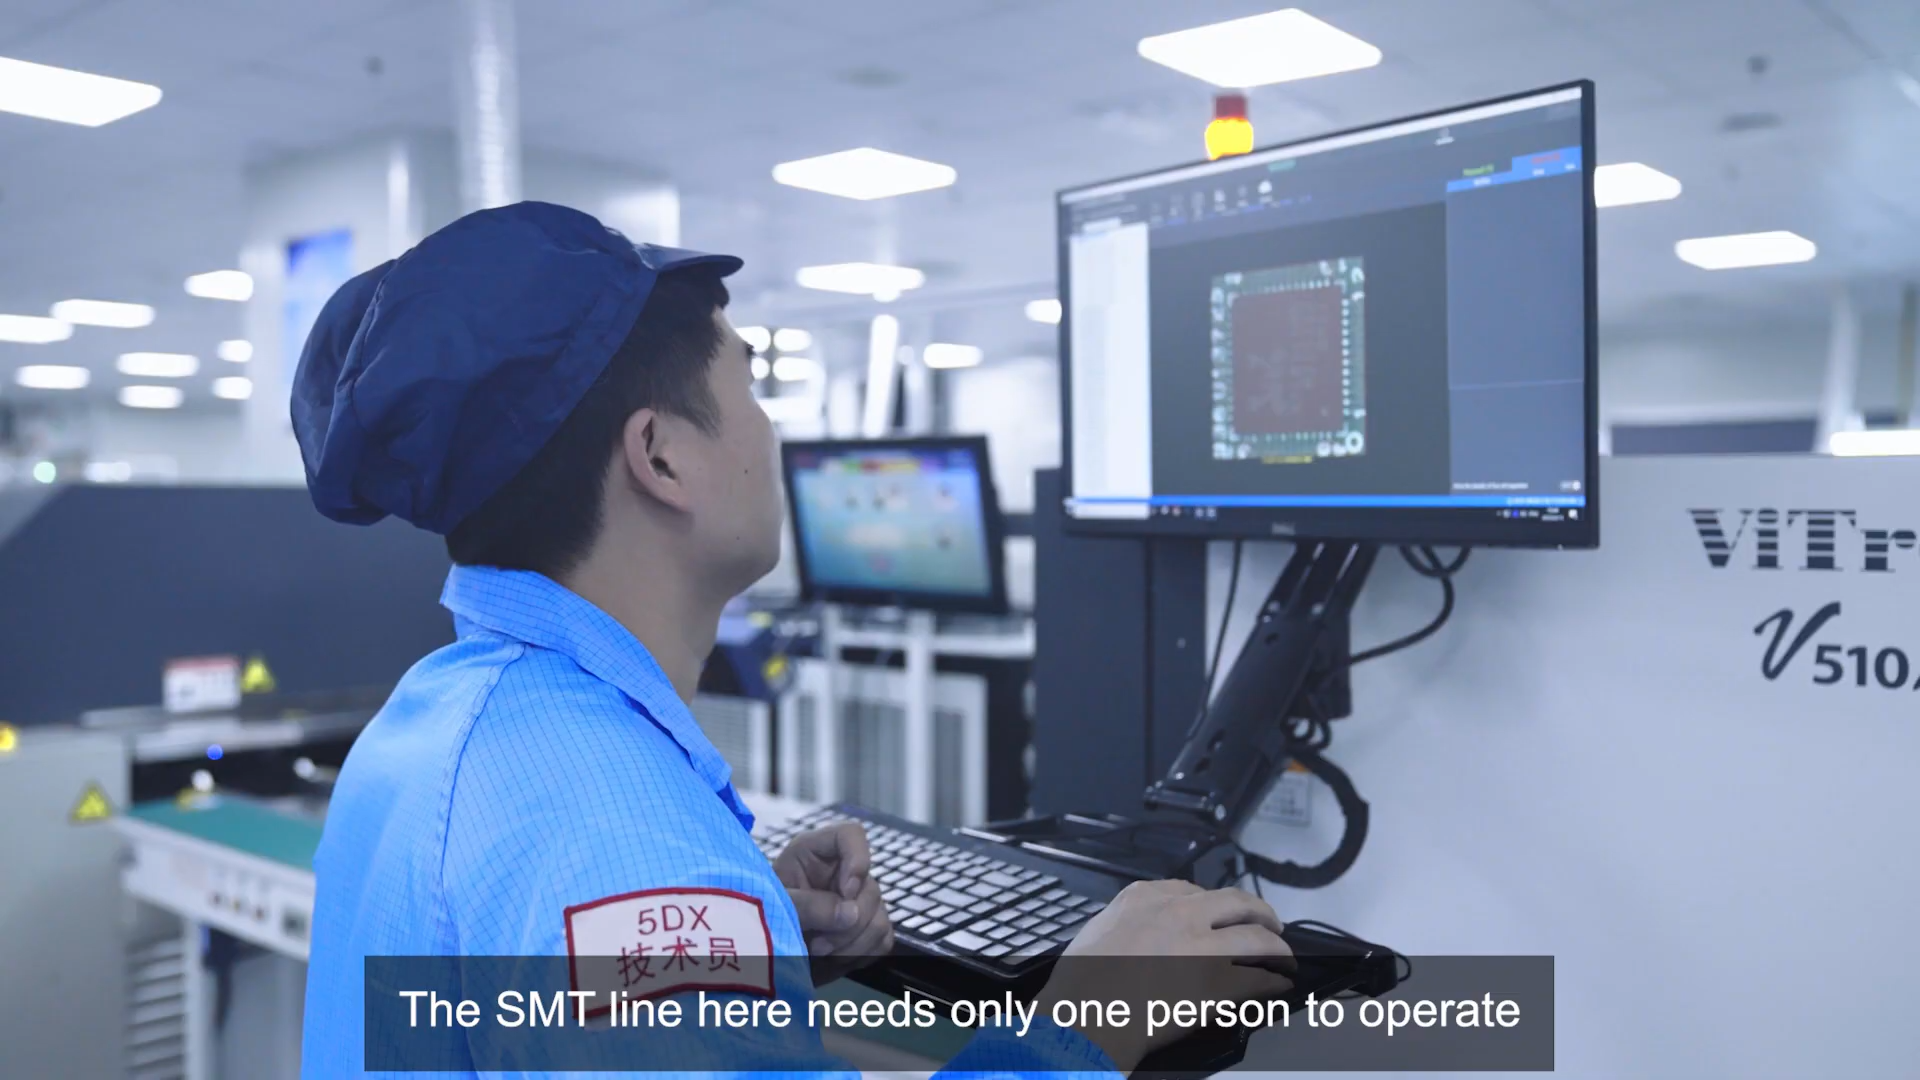 ViTr
V510
5DX
技术员
The SMT line here needs only one person to operate